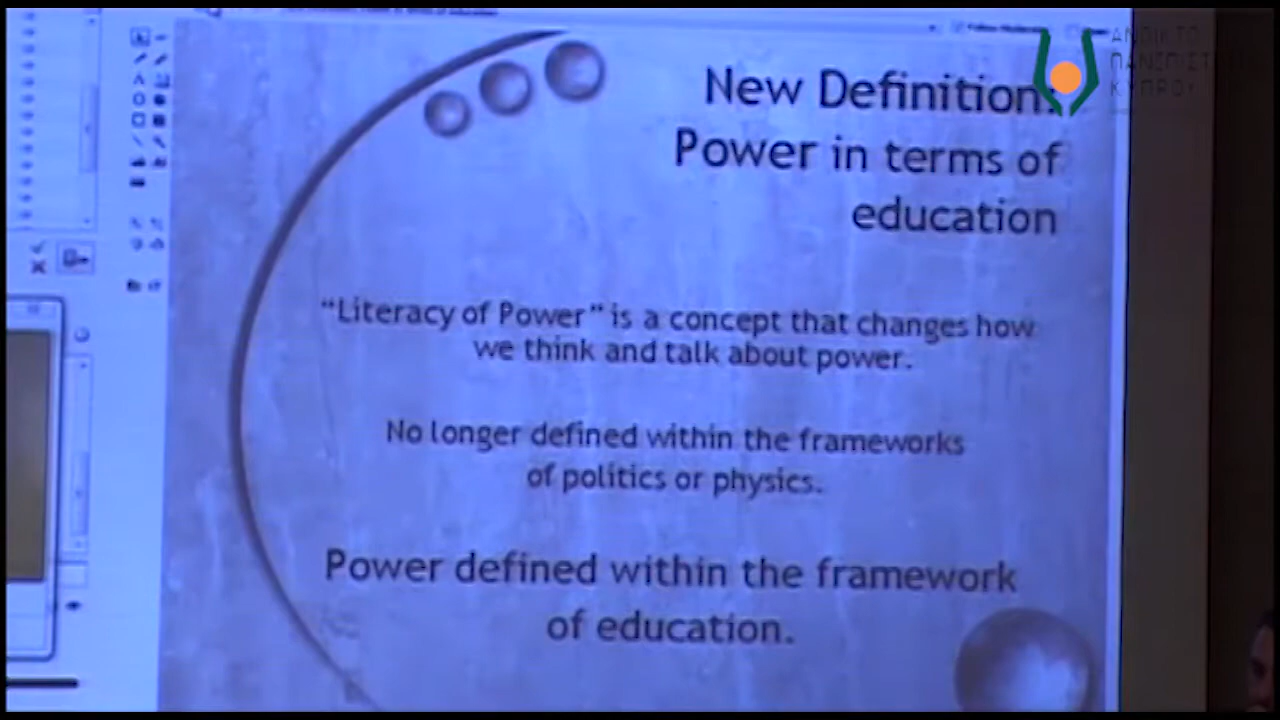 New Definition:
Power in terms of
education
“Literacy of Power” is a concept that changes how
we think and talk about power.
No longer defined within the frameworks
of politics or physics.
Power defined within the framework
of education.
ΑΝΟΙΚΤΟ
ΚΥΠΡΟΥ